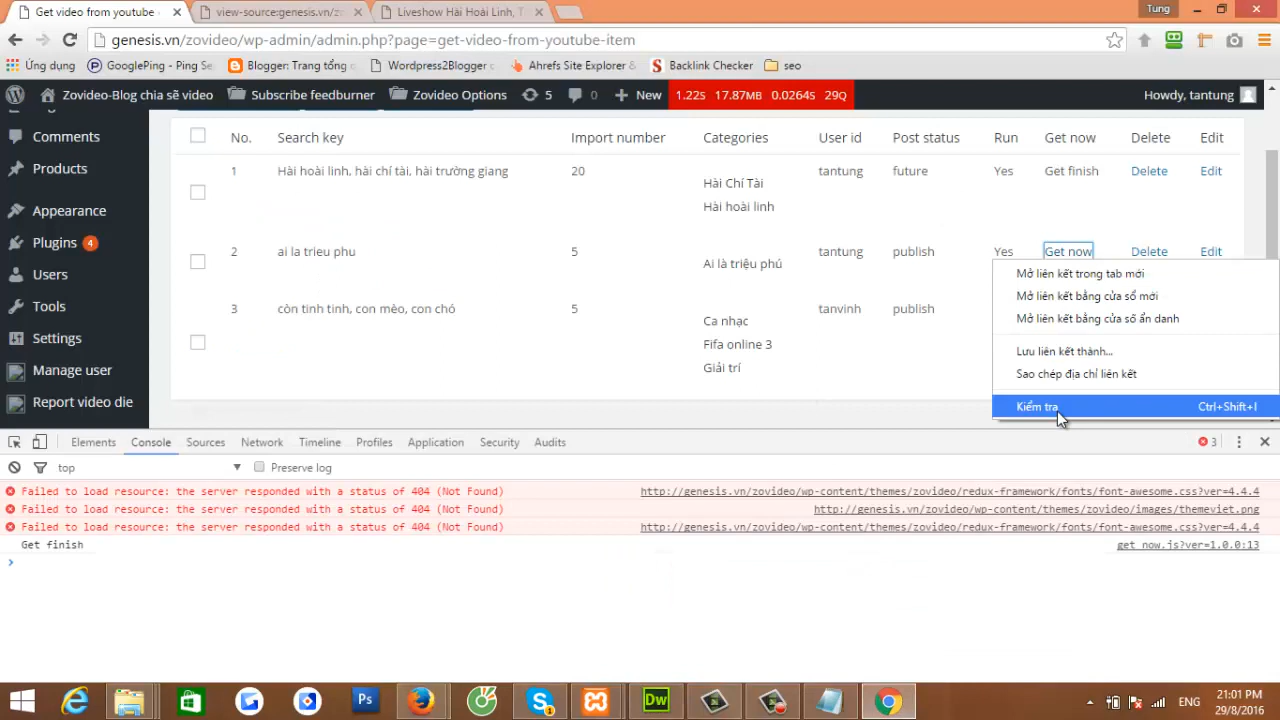 Get video from youtube
view-source:genesis.vn/z
Liveshow Hài Hoài Linh, T
Tung
genesis.vn/zovideo/wp-admin/admin.php?page=get-video-from-youtube-item
Ứng dụng
GooglePing - Ping Se
Blogger: Trang tổng c
Wordpress2Blogger c
Ahrefs Site Explorer &
Backlink Checker
seo
Zovideo-Blog chia sẽ video
Subscribe feedburner
Zovideo Options
5
0
New
1.22s 17.87MB 0.0264s 29Q
Howdy, tantung
Comments
Products
Appearance
Plugins 4
Users
Tools
Settings
Manage user
Report video die
No. Search key Import number Categories User id Post status Run Get now Delete Edit
1 Hài hoài linh, hài chí tài, hài trường giang 20 Hài Chí Tài tantung future Yes Get finish Delete Edit
Hài hoài linh
2 ai la trieu phu 5 Ai là triệu phú tantung publish Yes Get now Delete Edit
3 còn tinh tinh, con mèo, con chó 5 Ca nhạc tanvinh publish
Fifa online 3
Giải trí
Mở liên kết trong tab mới
Mở liên kết bằng cửa sổ mới
Mở liên kết bằng cửa sổ ẩn danh
Lưu liên kết thành...
Sao chép địa chỉ liên kết
Kiểm tra Ctrl+Shift+I
Elements Console Sources Network Timeline Profiles Application Security Audits
3
top
Preserve log
Failed to load resource: the server responded with a status of 404 (Not Found) http://genesis.vn/zovideo/wp-content/themes/zovideo/redux-framework/fonts/font-awesome.css?ver=4.4.4
Failed to load resource: the server responded with a status of 404 (Not Found) http://genesis.vn/zovideo/wp-content/themes/zovideo/images/themeviet.png
Failed to load resource: the server responded with a status of 404 (Not Found) http://genesis.vn/zovideo/wp-content/themes/zovideo/redux-framework/fonts/font-awesome.css?ver=4.4.4
Get finish get_now.js?ver=1.0.0:13
Ps
Dw
ENG
21:01 PM
29/8/2016